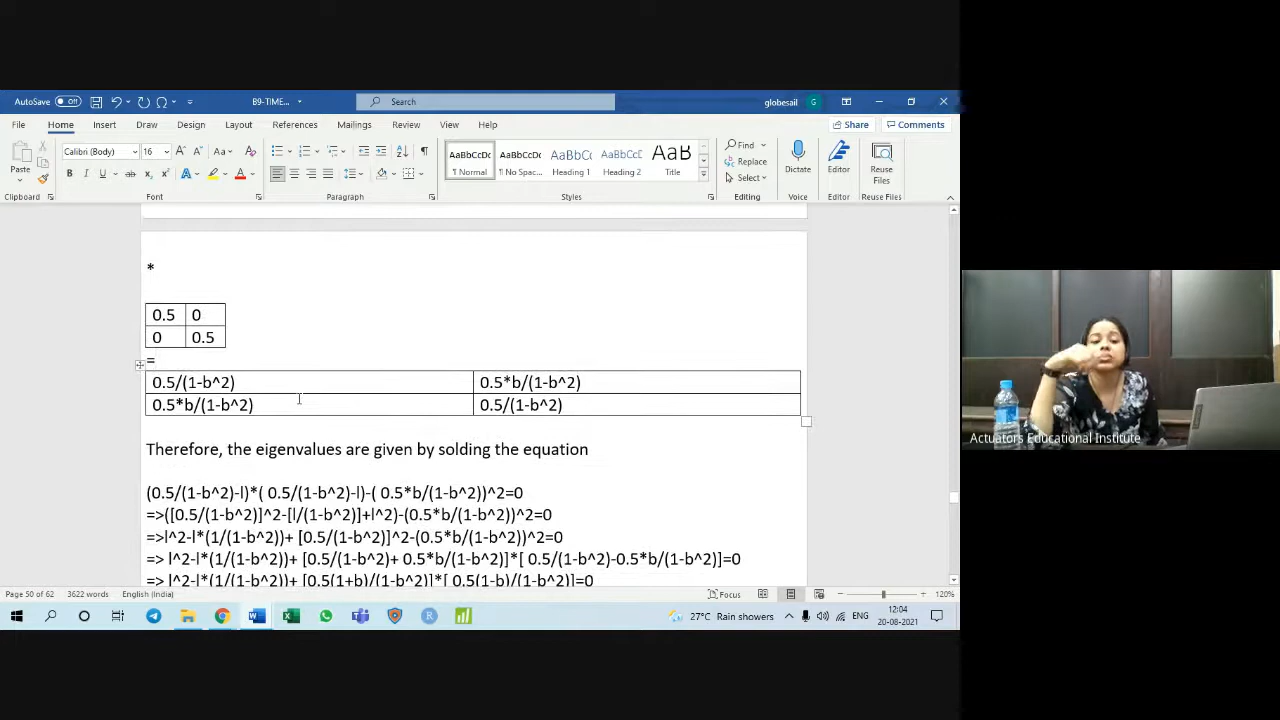 AutoSave Off B9-TIME... Search globesail G
File Home Insert Draw Design Layout References Mailings Review View Help Share Comments
Calibri (Body) 16 A A Aa AaBbCcDc AaBbCcDc AaBbCc AaBbCcD AaB Find
Paste Replace Dictate Editor Reuse Files
B I U ab x x A A Normal No Spac... Heading 1 Heading 2 Title Select
Clipboard Font Paragraph Styles Editing Voice Editor Reuse Files
*
0.5 0
0 0.5
=
0.5/(1-b^2) 0.5*b/(1-b^2)
0.5*b/(1-b^2) 0.5/(1-b^2)
Therefore, the eigenvalues are given by solding the equation
(0.5/(1-b^2)-l)*( 0.5/(1-b^2)-l)-( 0.5*b/(1-b^2))^2=0
=>([0.5/(1-b^2)]^2-[l/(1-b^2)]+l^2)-(0.5*b/(1-b^2))^2=0
=>l^2-l*(1/(1-b^2))+ [0.5/(1-b^2)]^2-(0.5*b/(1-b^2))^2=0
=> l^2-l*(1/(1-b^2))+ [0.5/(1-b^2)+ 0.5*b/(1-b^2)]*[ 0.5/(1-b^2)-0.5*b/(1-b^2)]=0
=> l^2-l*(1/(1-b^2))+ [0.5(1+b)/(1-b^2)]*[ 0.5(1-b)/(1-b^2)]=0
Page 50 of 62 3622 words English (India) Focus 120%
27°C Rain showers ENG 12:04
20-08-2021
Actuators Educational Institute